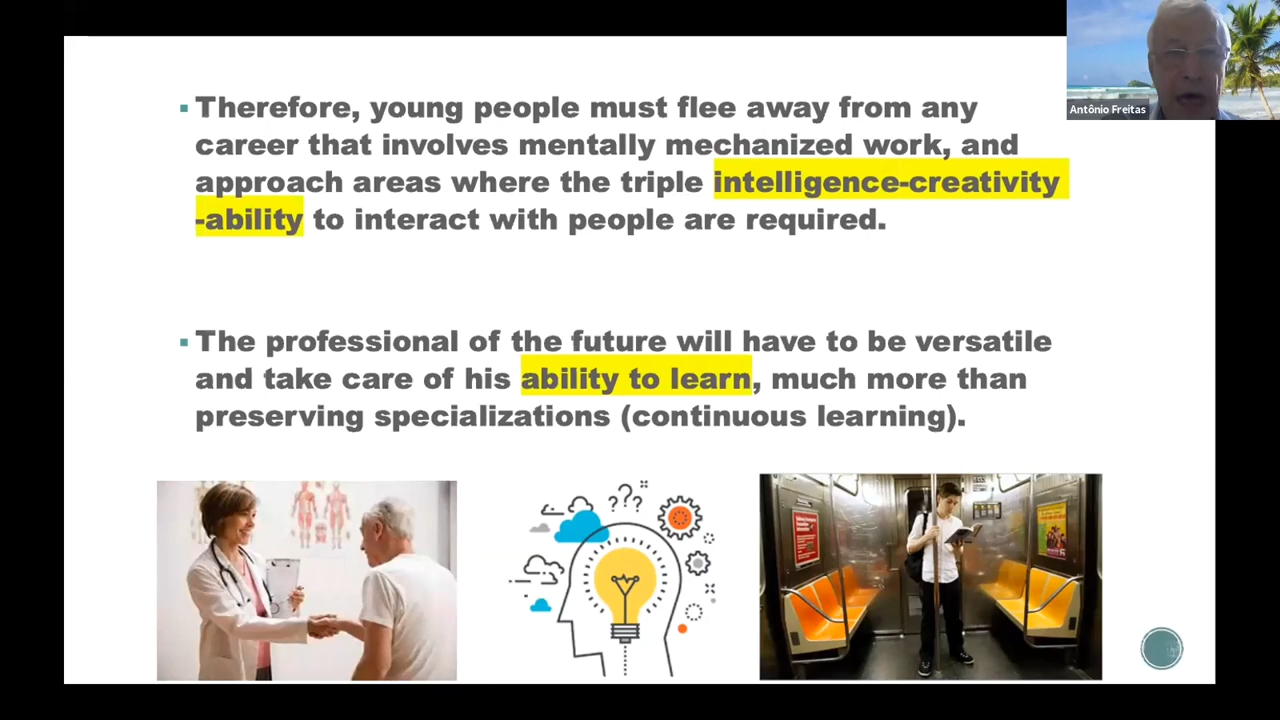 ▪ Therefore, young people must flee away from any
career that involves mentally mechanized work, and
approach areas where the triple intelligence-creativity
-ability to interact with people are required.
▪ The professional of the future will have to be versatile
and take care of his ability to learn, much more than
preserving specializations (continuous learning).
???
Antônio Freitas